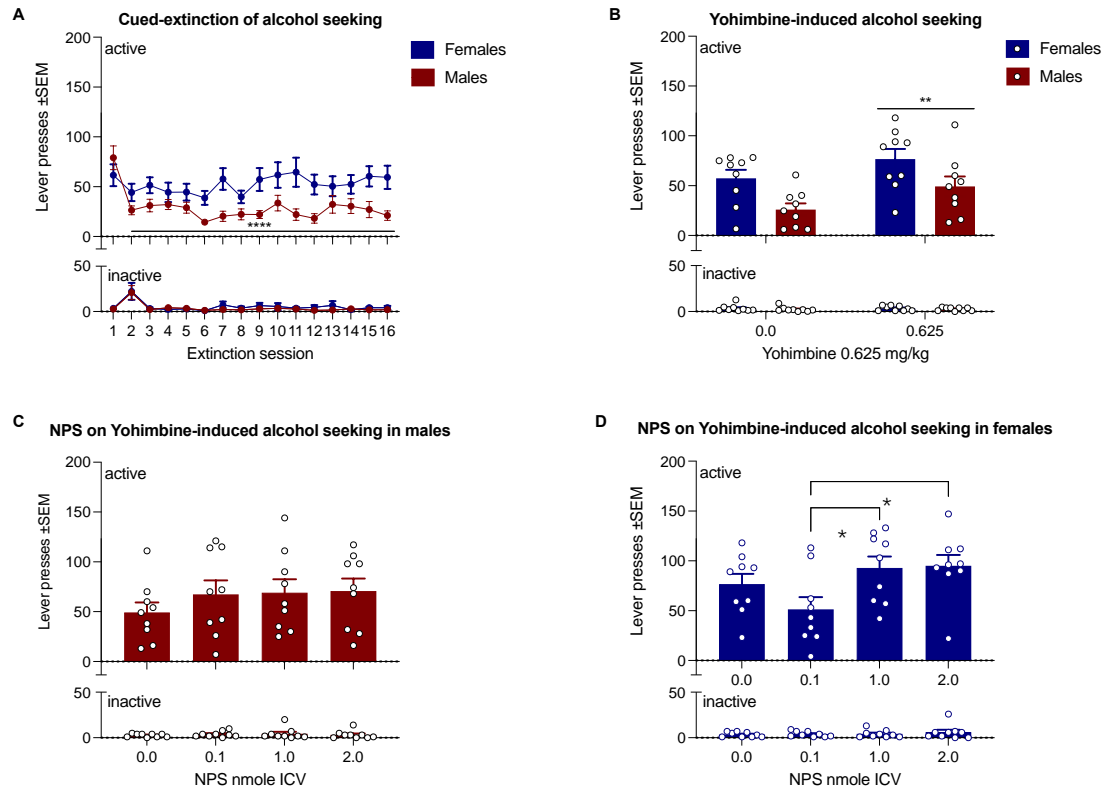 A
Cued-extinction of alcohol seeking
200
150
100
50
0
50
0
active
inactive
****
Lever presses ±SEM
1 2 3 4 5 6 7 8 9 10 11 12 13 14 15 16
Extinction session
Females
Males
B
Yohimbine-induced alcohol seeking
200
150
100
50
0
50
0
active
inactive
**
Lever presses ±SEM
0.0 0.625
Yohimbine 0.625 mg/kg
Females
Males
C
NPS on Yohimbine-induced alcohol seeking in males
200
150
100
50
0
50
0
active
inactive
Lever presses ±SEM
0.0 0.1 1.0 2.0
NPS nmole ICV
D
NPS on Yohimbine-induced alcohol seeking in females
200
150
100
50
0
active
*
*
Lever presses ±SEM
0.0 0.1 1.0 2.0
50
0
inactive
0.0 0.1 1.0 2.0
NPS nmole ICV